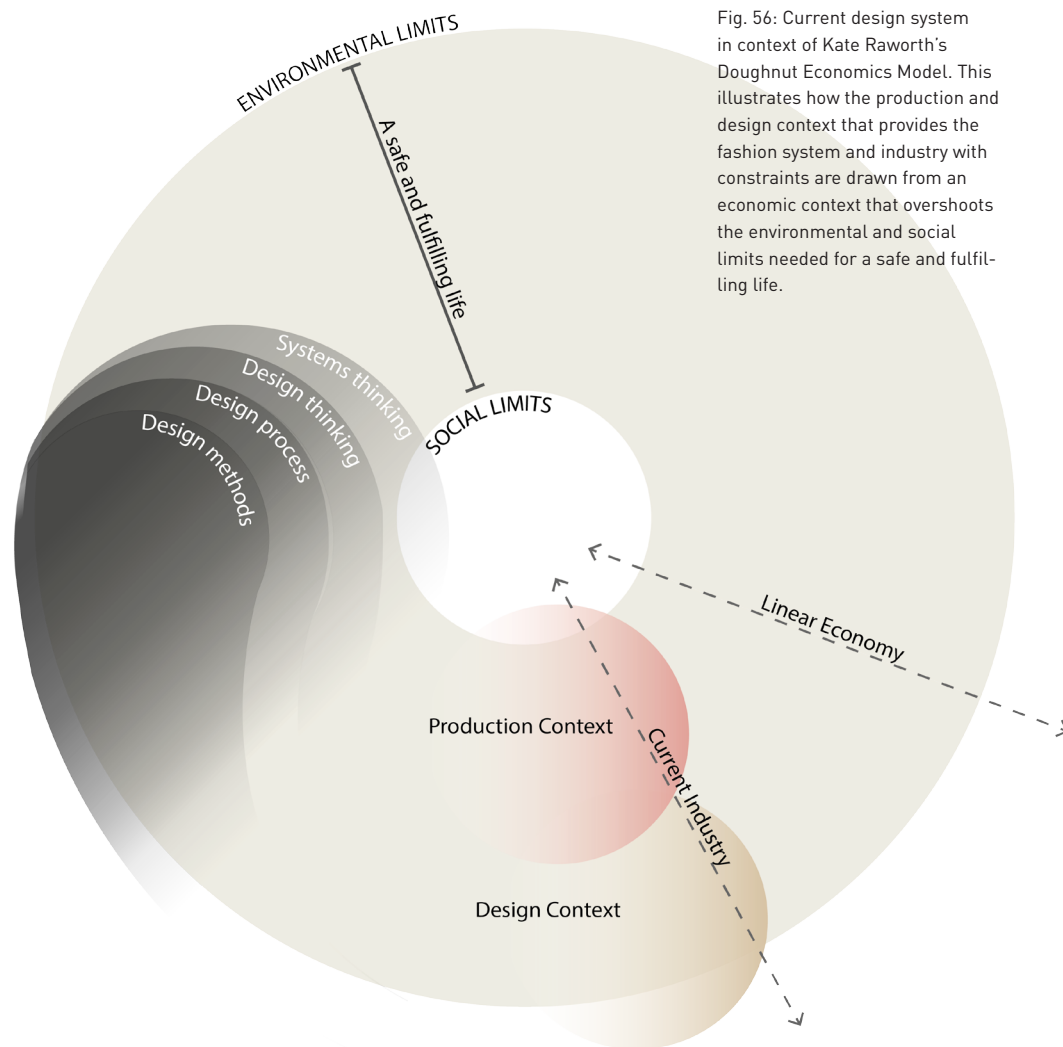 Fig. 56: Current design system
in context of Kate Raworth's
Doughnut Economics Model. This
illustrates how the production and
design context that provides the
fashion system and industry with
constraints are drawn from an
economic context that overshoots
the environmental and social
limits needed for a safe and fulfil-
ling life.
ENVIRONMENTAL LIMITS
A safe and fulfilling life
Systems thinking
Design thinking
Design process
Design methods
SOCIAL LIMITS
Linear Economy
Production Context
Current Industry
Design Context